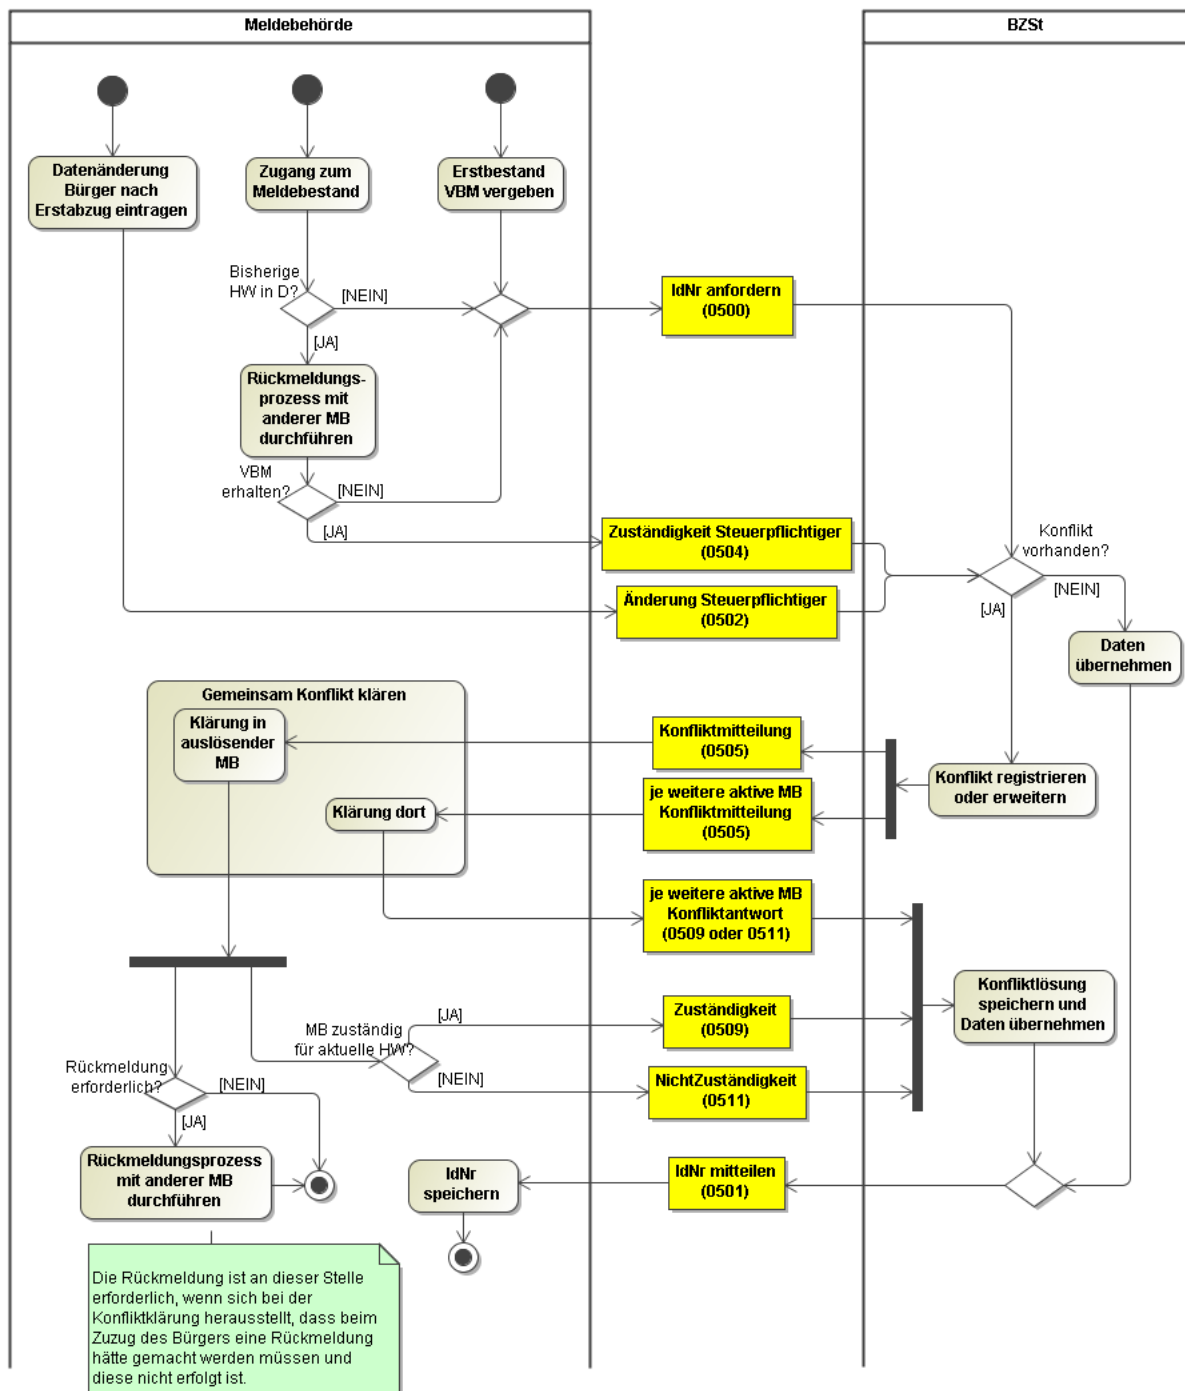 Meldebehörde
BZSt
Datenänderung
Bürger nach
Erstabzug eintragen
Zugang zum
Meldebestand
Erstbestand
VBM vergeben
Bisherige
HW in D?
[NEIN]
[JA]
IdNr anfordern
(0500)
Rückmeldungs-
prozess mit
anderer MB
durchführen
VBM
erhalten?
[NEIN]
[JA]
Zuständigkeit Steuerpflichtiger
(0504)
Änderung Steuerpflichtiger
(0502)
Konflikt
vorhanden?
[NEIN]
[JA]
Daten
übernehmen
Gemeinsam Konflikt klären
Klärung in
auslösender
MB
Klärung dort
Konfliktmitteilung
(0505)
je weitere aktive MB
Konfliktmitteilung
(0505)
Konflikt registrieren
oder erweitern
je weitere aktive MB
Konfliktantwort
(0509 oder 0511)
Konfliktlösung
speichern und
Daten übernehmen
MB zuständig
für aktuelle HW?
[JA]
[NEIN]
Zuständigkeit
(0509)
NichtZuständigkeit
(0511)
Rückmeldung
erforderlich?
[NEIN]
[JA]
Rückmeldungsprozess
mit anderer MB
durchführen
IdNr
speichern
IdNr mitteilen
(0501)
Die Rückmeldung ist an dieser Stelle
erforderlich, wenn sich bei der
Konfliktklärung herausstellt, dass beim
Zuzug des Bürgers eine Rückmeldung
hätte gemacht werden müssen und
diese nicht erfolgt ist.